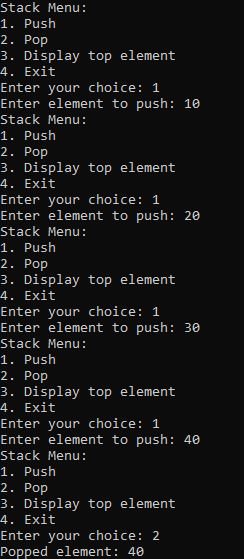 Stack Menu:
1. Push
2. Pop
3. Display top element
4. Exit
Enter your choice: 1
Enter element to push: 10
Stack Menu:
1. Push
2. Pop
3. Display top element
4. Exit
Enter your choice: 1
Enter element to push: 20
Stack Menu:
1. Push
2. Pop
3. Display top element
4. Exit
Enter your choice: 1
Enter element to push: 30
Stack Menu:
1. Push
2. Pop
3. Display top element
4. Exit
Enter your choice: 1
Enter element to push: 40
Stack Menu:
1. Push
2. Pop
3. Display top element
4. Exit
Enter your choice: 2
Popped element: 40